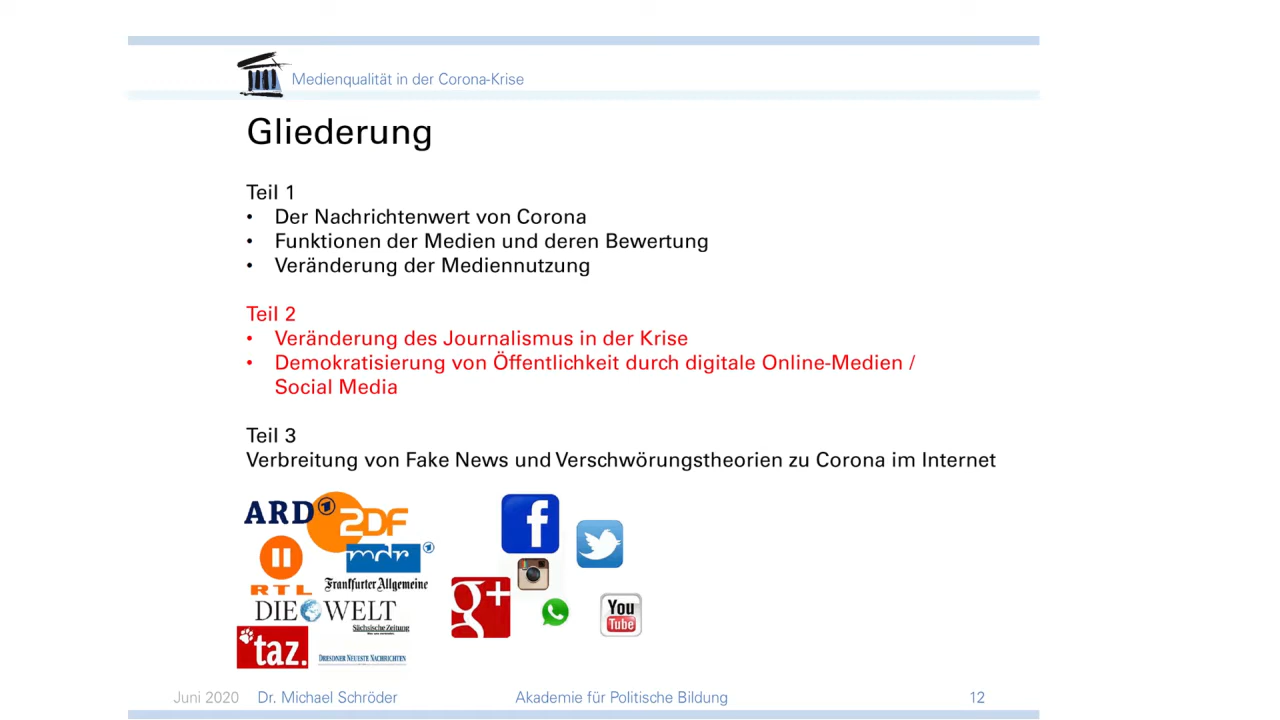 Medienqualität in der Corona-Krise
Gliederung
Teil 1
• Der Nachrichtenwert von Corona
• Funktionen der Medien und deren Bewertung
• Veränderung der Mediennutzung
Teil 2
• Veränderung des Journalismus in der Krise
• Demokratisierung von Öffentlichkeit durch digitale Online-Medien /
Social Media
Teil 3
Verbreitung von Fake News und Verschwörungstheorien zu Corona im Internet
ARD 1
ZDF
mdr
RTL II
Frankfurter Allgemeine
DIE WELT
Sächsische Zeitung
taz.
DRESDNER NEUESTE NACHRICHTEN
f
g+
You
Tube
Juni 2020 Dr. Michael Schröder Akademie für Politische Bildung 12